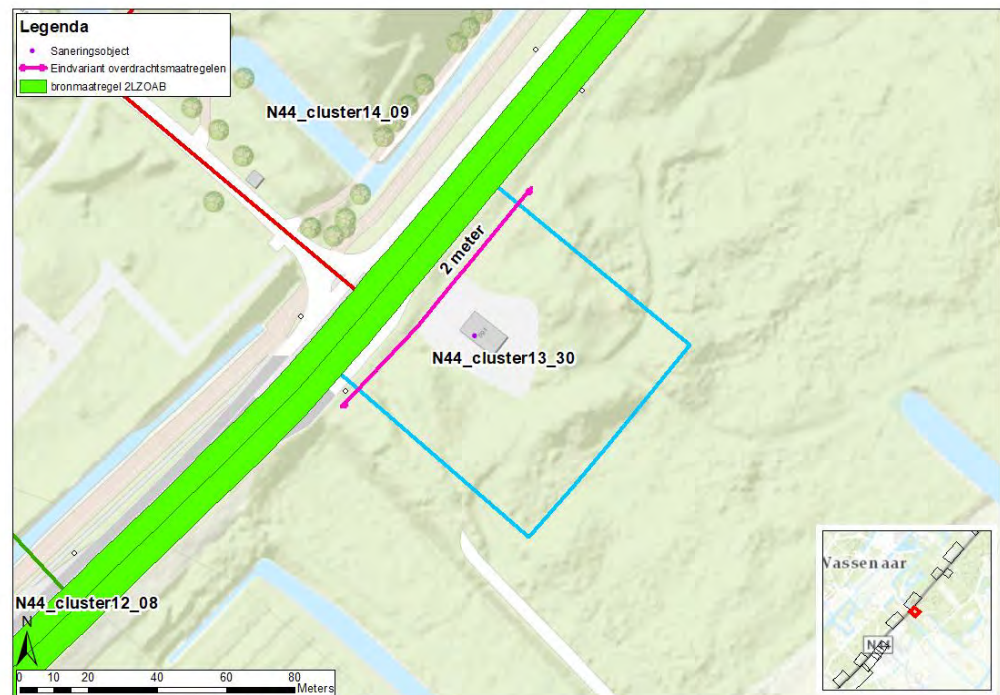 Legenda
Saneringsobject
Eindvariant overdrachtsmaatregelen
bronmaatregel 2LZOAB
N44_cluster14_09
2 meter
N44_cluster13_30
N44_cluster12_08
N
0 10 20 40 60 80
Meters
Wassenaar
N44